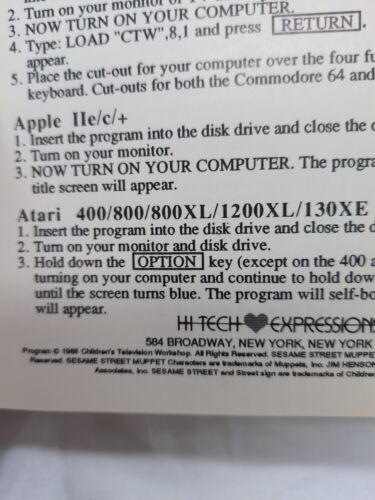 2. Turn on your monitor
3. NOW TURN ON YOUR COMPUTER.
4. Type: LOAD "CTW",8,1 and press RETURN.
appear.
5. Place the cut-out for your computer over the four fu
keyboard. Cut-outs for both the Commodore 64 and
Apple IIe/c/+
1. Insert the program into the disk drive and close the d
2. Turn on your monitor.
3. NOW TURN ON YOUR COMPUTER. The progra
title screen will appear.
Atari 400/800/800XL/1200XL/130XE
1. Insert the program into the disk drive and close the d
2. Turn on your monitor and disk drive.
3. Hold down the OPTION key (except on the 400 a
turning on your computer and continue to hold dow
until the screen turns blue. The program will self-bo
will appear.
HI TECH EXPRESSIONS
584 BROADWAY, NEW YORK, NEW YORK
Program © 1986 Children's Television Workshop. All Rights Reserved. SESAME STREET MUPPE
Reserved. SESAME STREET MUPPET Characters are trademarks of Muppets, Inc. JIM HENSON
Associates, Inc. SESAME STREET and Street sign are trademarks of Childre